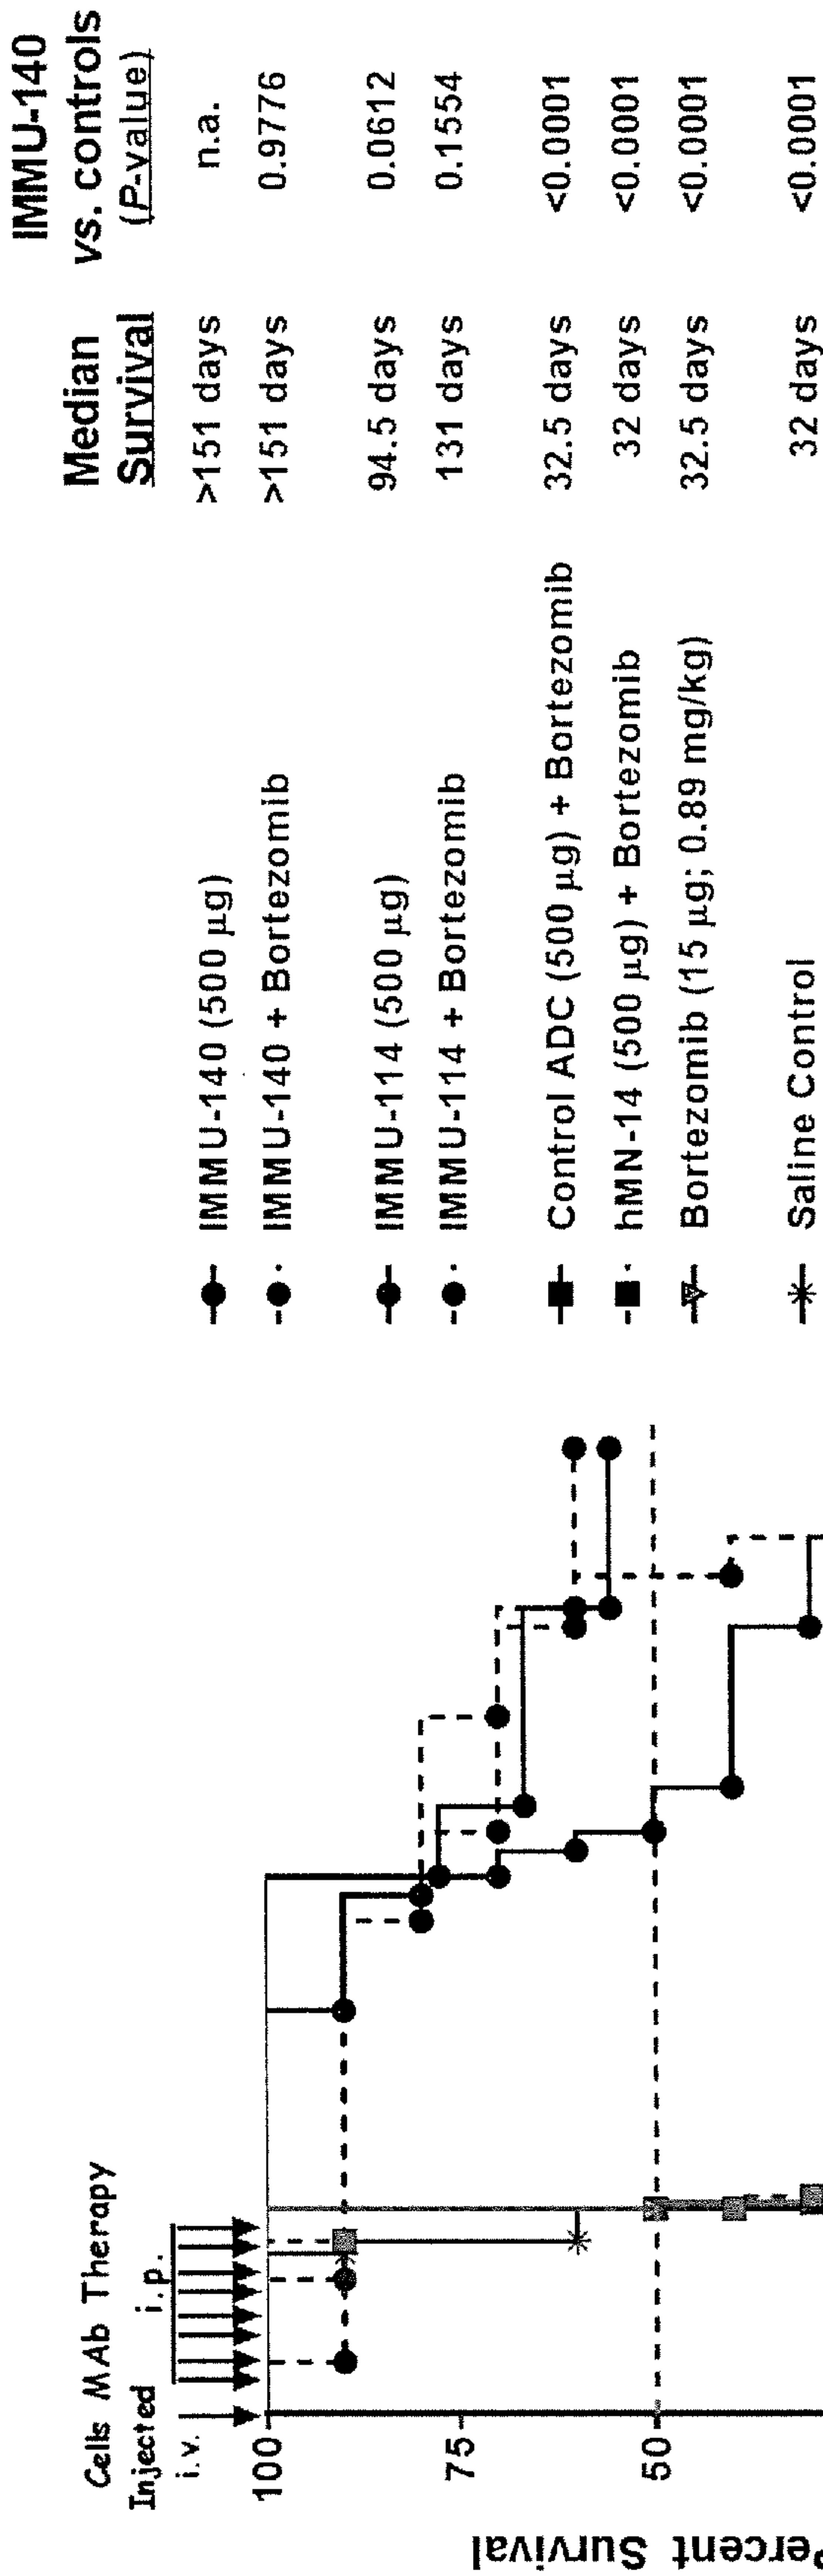 Cells MAb Therapy
Injected
i.v.
i.p.
100
75
50
Percent Survival
IMMU-140
Median vs. controls
Survival (P-value)
IMMU-140 (500 µg) >151 days n.a.
IMMU-140 + Bortezomib >151 days 0.9776
IMMU-114 (500 µg) 94.5 days 0.0612
IMMU-114 + Bortezomib 131 days 0.1554
Control ADC (500 µg) + Bortezomib 32.5 days <0.0001
hMN-14 (500 µg) + Bortezomib 32 days <0.0001
Bortezomib (15 µg; 0.89 mg/kg) 32.5 days <0.0001
Saline Control 32 days <0.0001